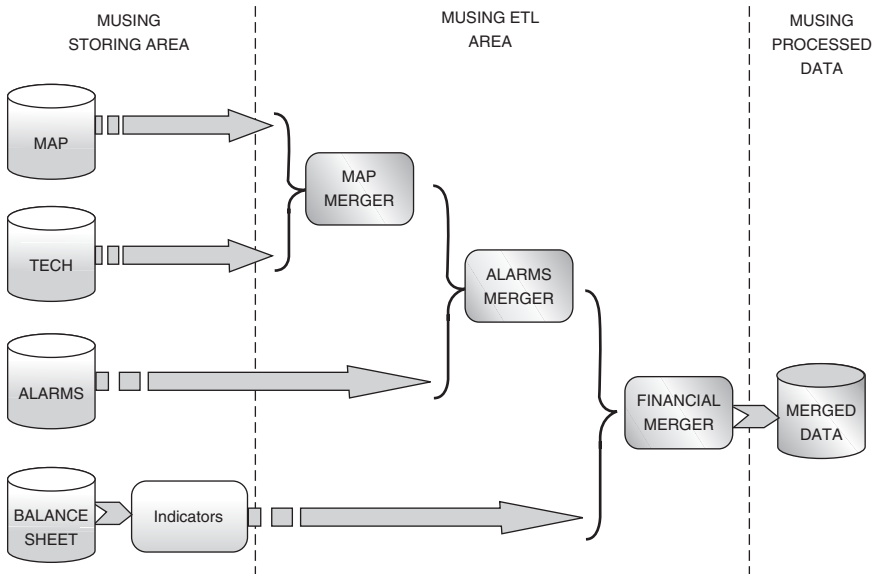 MUSING
STORING AREA
MUSING ETL
AREA
MUSING
PROCESSED
DATA
MAP
MAP
MERGER
TECH
ALARMS
MERGER
ALARMS
FINANCIAL
MERGER
MERGED
DATA
BALANCE
SHEET
Indicators